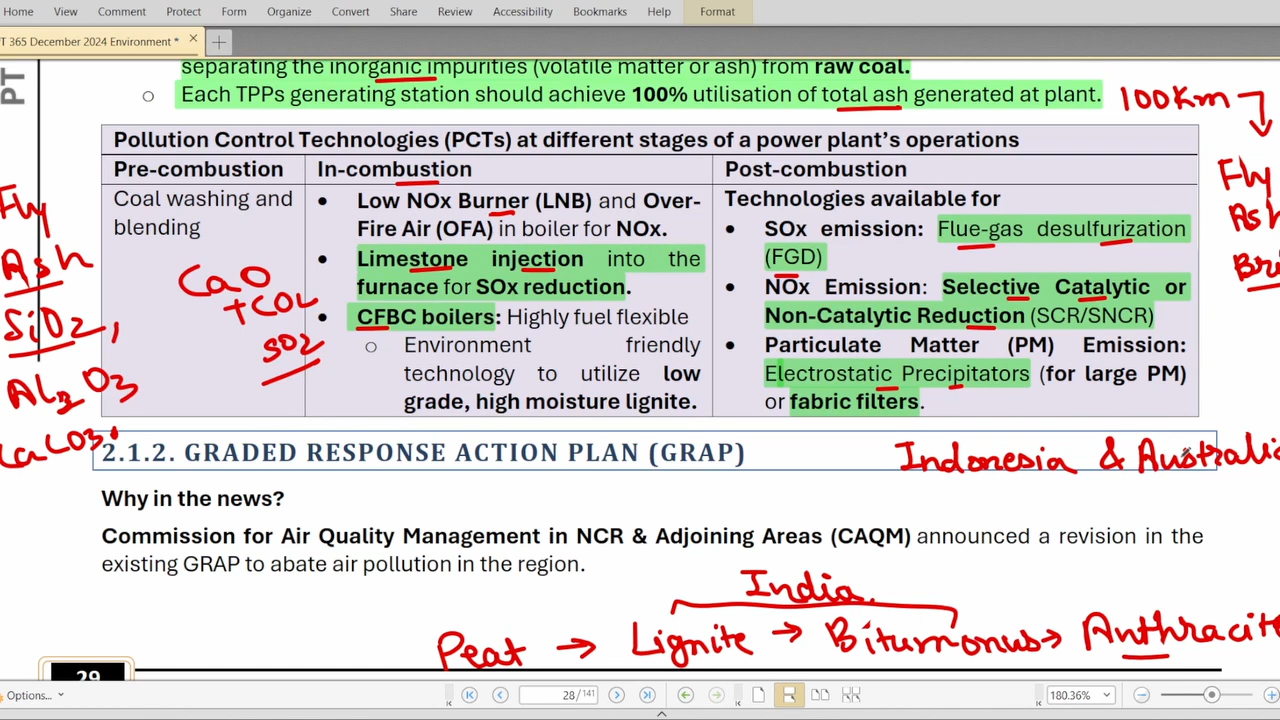 Home View Comment Protect Form Organize Convert Share Review Accessibility Bookmarks Help Format
T 365 December 2024 Environment *
PT
separating the inorganic impurities (volatile matter or ash) from raw coal.
○ Each TPPs generating station should achieve 100% utilisation of total ash generated at plant.
100Km
Fly
Ash
Pollution Control Technologies (PCTs) at different stages of a power plant's operations
Pre-combustion
Coal washing and
blending
In-combustion
• Low NOx Burner (LNB) and Over-
Fire Air (OFA) in boiler for NOx.
• Limestone injection into the
furnace for SOx reduction.
• CFBC boilers: Highly fuel flexible
○ Environment friendly
technology to utilize low
grade, high moisture lignite.
Post-combustion
Technologies available for
• SOx emission: Flue-gas desulfurization
(FGD)
• NOx Emission: Selective Catalytic or
Non-Catalytic Reduction (SCR/SNCR)
• Particulate Matter (PM) Emission:
Electrostatic Precipitators (for large PM)
or fabric filters.
Fly
Ash
SiO2,
Al2O3
CaCO3
CaO
+CO2
SO2
2.1.2. GRADED RESPONSE ACTION PLAN (GRAP)
Indonesia & Australia
Why in the news?
Commission for Air Quality Management in NCR & Adjoining Areas (CAQM) announced a revision in the
existing GRAP to abate air pollution in the region.
India
Peat → Lignite → Bitumonus → Anthracite
29
Options...
28 / 141
180.36%